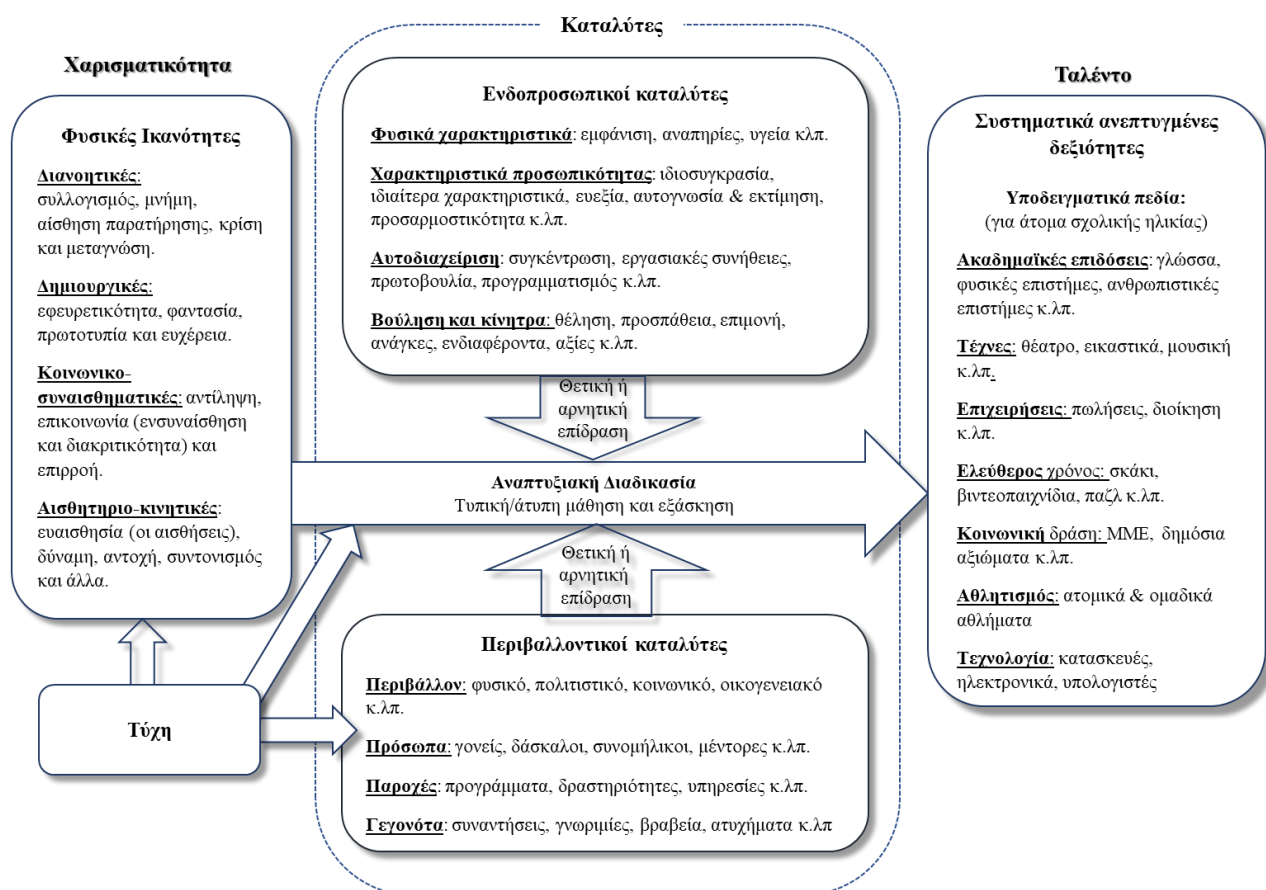 Χαρισματικότητα
Φυσικές Ικανότητες
Διανοητικές:
συλλογισμός, μνήμη,
αίσθηση παρατήρησης, κρίση
και μεταγνώση.
Δημιουργικές:
εφευρετικότητα, φαντασία,
πρωτοτυπία και ευχέρεια.
Κοινωνικο-
συναισθηματικές: αντίληψη,
επικοινωνία (ενσυναίσθηση
και διακριτικότητα) και
επιρροή.
Αισθητηριο-κινητικές:
ευαισθησία (οι αισθήσεις),
δύναμη, αντοχή, συντονισμός
και άλλα.
Τύχη
Καταλύτες
Ενδοπροσωπικοί καταλύτες
Φυσικά χαρακτηριστικά: εμφάνιση, αναπηρίες, υγεία κλπ.
Χαρακτηριστικά προσωπικότητας: ιδιοσυγκρασία,
ιδιαίτερα χαρακτηριστικά, ευεξία, αυτογνωσία & εκτίμηση,
προσαρμοστικότητα κ.λπ.
Αυτοδιαχείριση: συγκέντρωση, εργασιακές συνήθειες,
πρωτοβουλία, προγραμματισμός κ.λπ.
Βούληση και κίνητρα: θέληση, προσπάθεια, επιμονή,
ανάγκες, ενδιαφέροντα, αξίες κ.λπ.
Θετική ή
αρνητική
επίδραση
Αναπτυξιακή Διαδικασία
Τυπική/άτυπη μάθηση και εξάσκηση
Θετική ή
αρνητική
επίδραση
Περιβαλλοντικοί καταλύτες
Περιβάλλον: φυσικό, πολιτιστικό, κοινωνικό, οικογενειακό
κ.λπ.
Πρόσωπα: γονείς, δάσκαλοι, συνομήλικοι, μέντορες κ.λπ.
Παροχές: προγράμματα, δραστηριότητες, υπηρεσίες κ.λπ.
Γεγονότα: συναντήσεις, γνωριμίες, βραβεία, ατυχήματα κ.λπ
Ταλέντο
Συστηματικά ανεπτυγμένες
δεξιότητες
Υποδειγματικά πεδία:
(για άτομα σχολικής ηλικίας)
Ακαδημαϊκές επιδόσεις: γλώσσα,
φυσικές επιστήμες, ανθρωπιστικές
επιστήμες κ.λπ.
Τέχνες: θέατρο, εικαστικά, μουσική
κ.λπ.
Επιχειρήσεις: πωλήσεις, διοίκηση
κ.λπ.
Ελεύθερος χρόνος: σκάκι,
βιντεοπαιχνίδια, παζλ κ.λπ.
Κοινωνική δράση: ΜΜΕ, δημόσια
αξιώματα κ.λπ.
Αθλητισμός: ατομικά & ομαδικά
αθλήματα
Τεχνολογία: κατασκευές,
ηλεκτρονικά, υπολογιστές